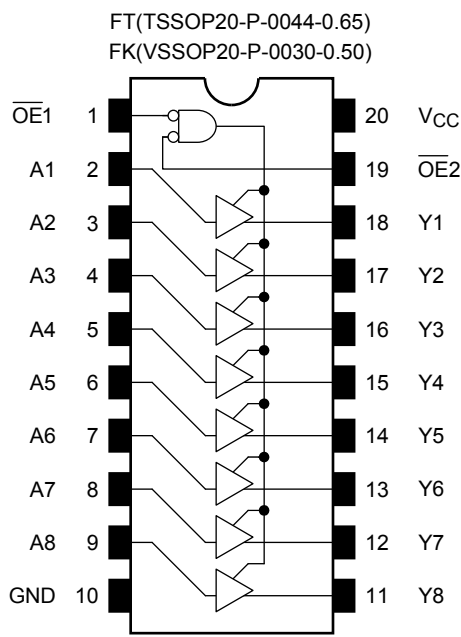 FT(TSSOP20-P-0044-0.65)
FK(VSSOP20-P-0030-0.50)
O̅E̅1 1 20 VCC
A1 2 19 O̅E̅2
A2 3 18 Y1
A3 4 17 Y2
A4 5 16 Y3
A5 6 15 Y4
A6 7 14 Y5
A7 8 13 Y6
A8 9 12 Y7
GND 10 11 Y8